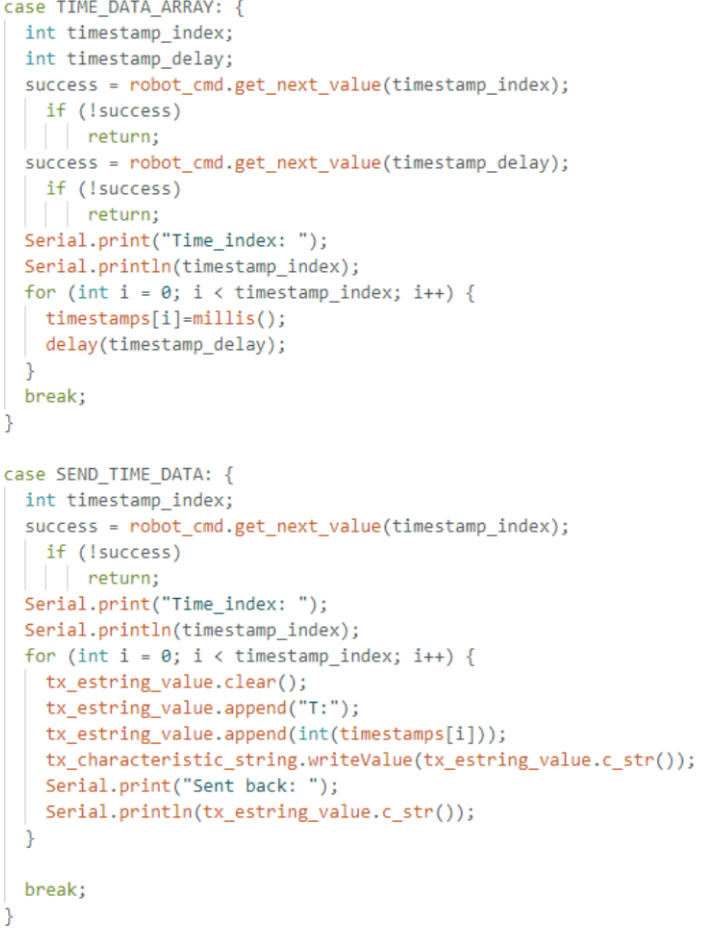 case TIME_DATA_ARRAY: {
int timestamp_index;
int timestamp_delay;
success = robot_cmd.get_next_value(timestamp_index);
if (!success)
return;
success = robot_cmd.get_next_value(timestamp_delay);
if (!success)
return;
Serial.print("Time_index: ");
Serial.println(timestamp_index);
for (int i = 0; i < timestamp_index; i++) {
timestamps[i]=millis();
delay(timestamp_delay);
}
break;
}
case SEND_TIME_DATA: {
int timestamp_index;
success = robot_cmd.get_next_value(timestamp_index);
if (!success)
return;
Serial.print("Time_index: ");
Serial.println(timestamp_index);
for (int i = 0; i < timestamp_index; i++) {
tx_estring_value.clear();
tx_estring_value.append("T:");
tx_estring_value.append(int(timestamps[i]));
tx_characteristic_string.writeValue(tx_estring_value.c_str());
Serial.print("Sent back: ");
Serial.println(tx_estring_value.c_str());
}
break;
}